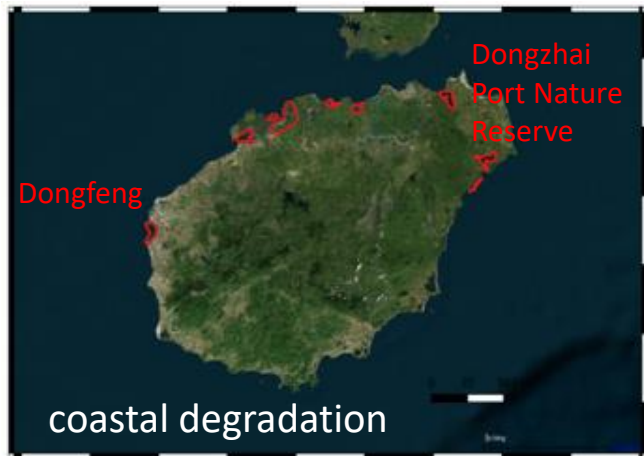 Dongzhai
Port Nature
Reserve
Dongfeng
coastal degradation